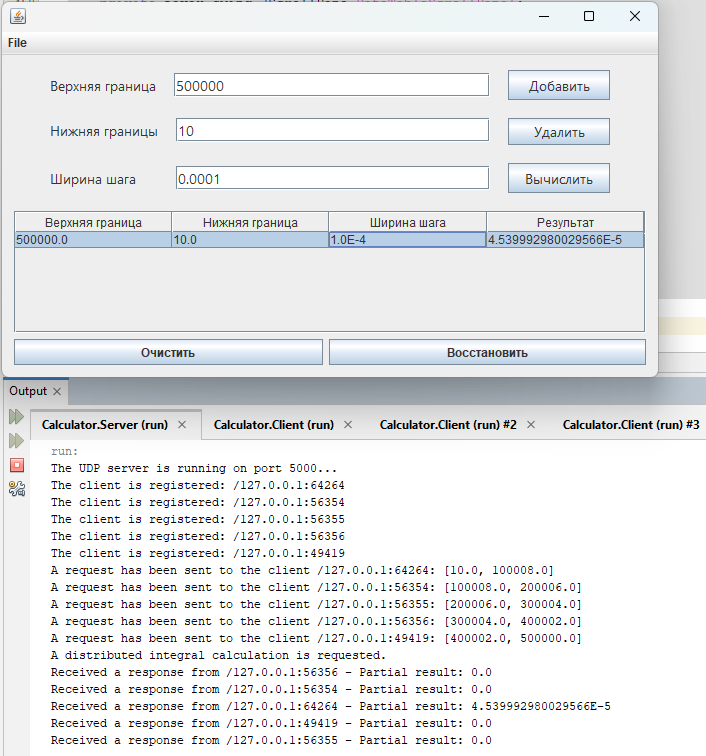 File
Верхняя граница 500000 Добавить
Нижняя границы 10 Удалить
Ширина шага 0.0001 Вычислить
Верхняя граница Нижняя граница Ширина шага Результат
500000.0 10.0 1.0E-4 4.539992980029566E-5
Очистить Восстановить
Output
Calculator.Server (run) Calculator.Client (run) Calculator.Client (run) #2 Calculator.Client (run) #3
run:
The UDP server is running on port 5000...
The client is registered: /127.0.0.1:64264
The client is registered: /127.0.0.1:56354
The client is registered: /127.0.0.1:56355
The client is registered: /127.0.0.1:56356
The client is registered: /127.0.0.1:49419
A request has been sent to the client /127.0.0.1:64264: [10.0, 100008.0]
A request has been sent to the client /127.0.0.1:56354: [100008.0, 200006.0]
A request has been sent to the client /127.0.0.1:56355: [200006.0, 300004.0]
A request has been sent to the client /127.0.0.1:56356: [300004.0, 400002.0]
A request has been sent to the client /127.0.0.1:49419: [400002.0, 500000.0]
A distributed integral calculation is requested.
Received a response from /127.0.0.1:56356 - Partial result: 0.0
Received a response from /127.0.0.1:56354 - Partial result: 0.0
Received a response from /127.0.0.1:64264 - Partial result: 4.539992980029566E-5
Received a response from /127.0.0.1:49419 - Partial result: 0.0
Received a response from /127.0.0.1:56355 - Partial result: 0.0